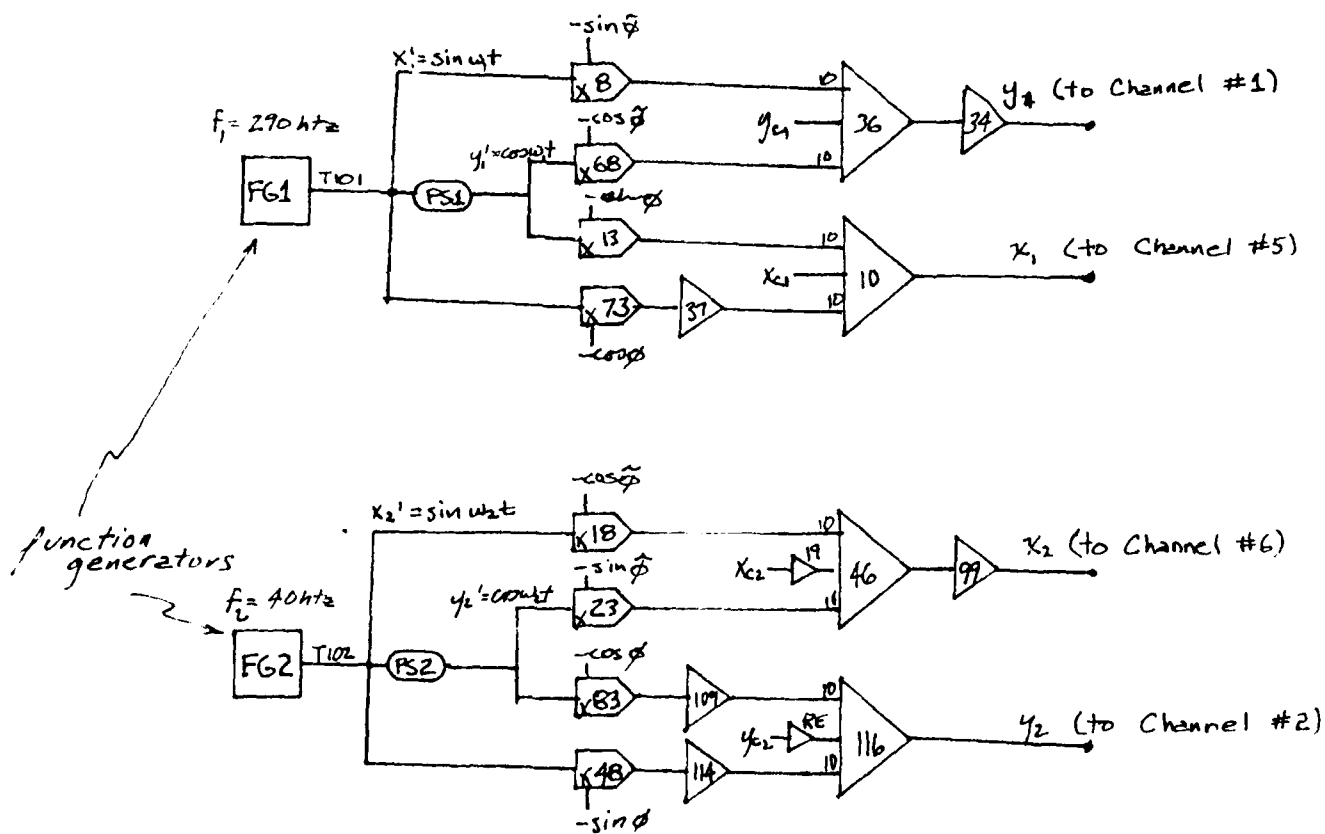 -sin φ̃
x₁' = sin ω₁t
x 8
10
y₁ (to Channel #1)
f₁ = 290 htz
-cos φ̃
y_c1
36
34
y₁' = cos ω₁t
x 68
10
FG1
T101
PS1
x 13
10
x₁ (to Channel #5)
x_c1
10
x 73
37
10
-cos φ
function
generators
-cos φ̃
x₂' = sin ω₂t
x 18
10
x_c2
19
46
99
x₂ (to Channel #6)
-sin φ̃
y₂' = cos ω₂t
x 23
f₂ = 40 htz
FG2
T102
PS2
-cos φ
x 83
109
10
y_c2
RE
116
y₂ (to Channel #2)
x 48
114
10
-sin φ